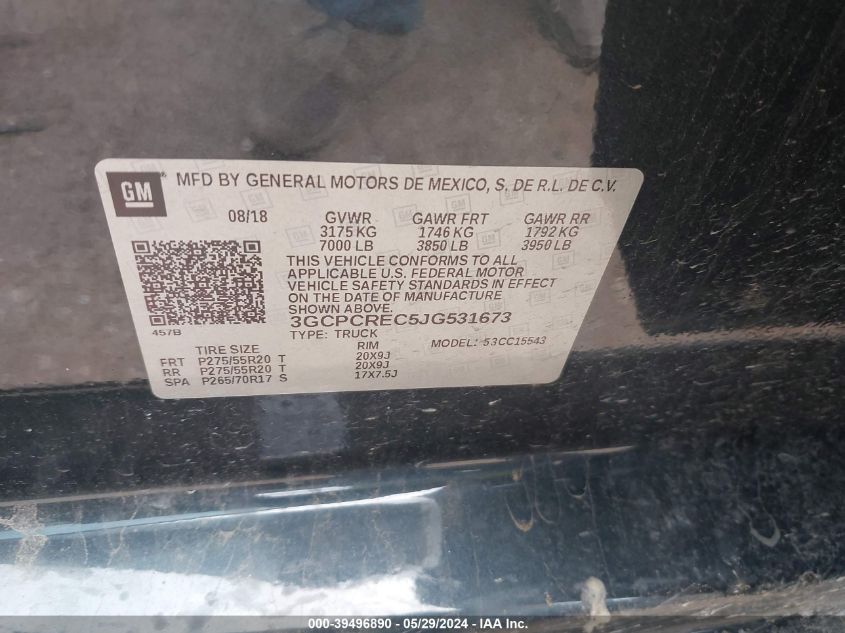 GM
MFD BY GENERAL MOTORS DE MEXICO, S. DE R.L. DE C.V.
08/18 GVWR GAWR FRT GAWR RR
3175 KG 1746 KG 1792 KG
7000 LB 3850 LB 3950 LB
THIS VEHICLE CONFORMS TO ALL
APPLICABLE U.S. FEDERAL MOTOR
VEHICLE SAFETY STANDARDS IN EFFECT
ON THE DATE OF MANUFACTURE
SHOWN ABOVE.
3GCPCREC5JG531673
457B
TYPE: TRUCK MODEL: 53CC15543
TIRE SIZE RIM
FRT P275/55R20 T 20X9J
RR P275/55R20 T 20X9J
SPA P265/70R17 S 17X7.5J
000-39496890 - 05/29/2024 - IAA Inc.